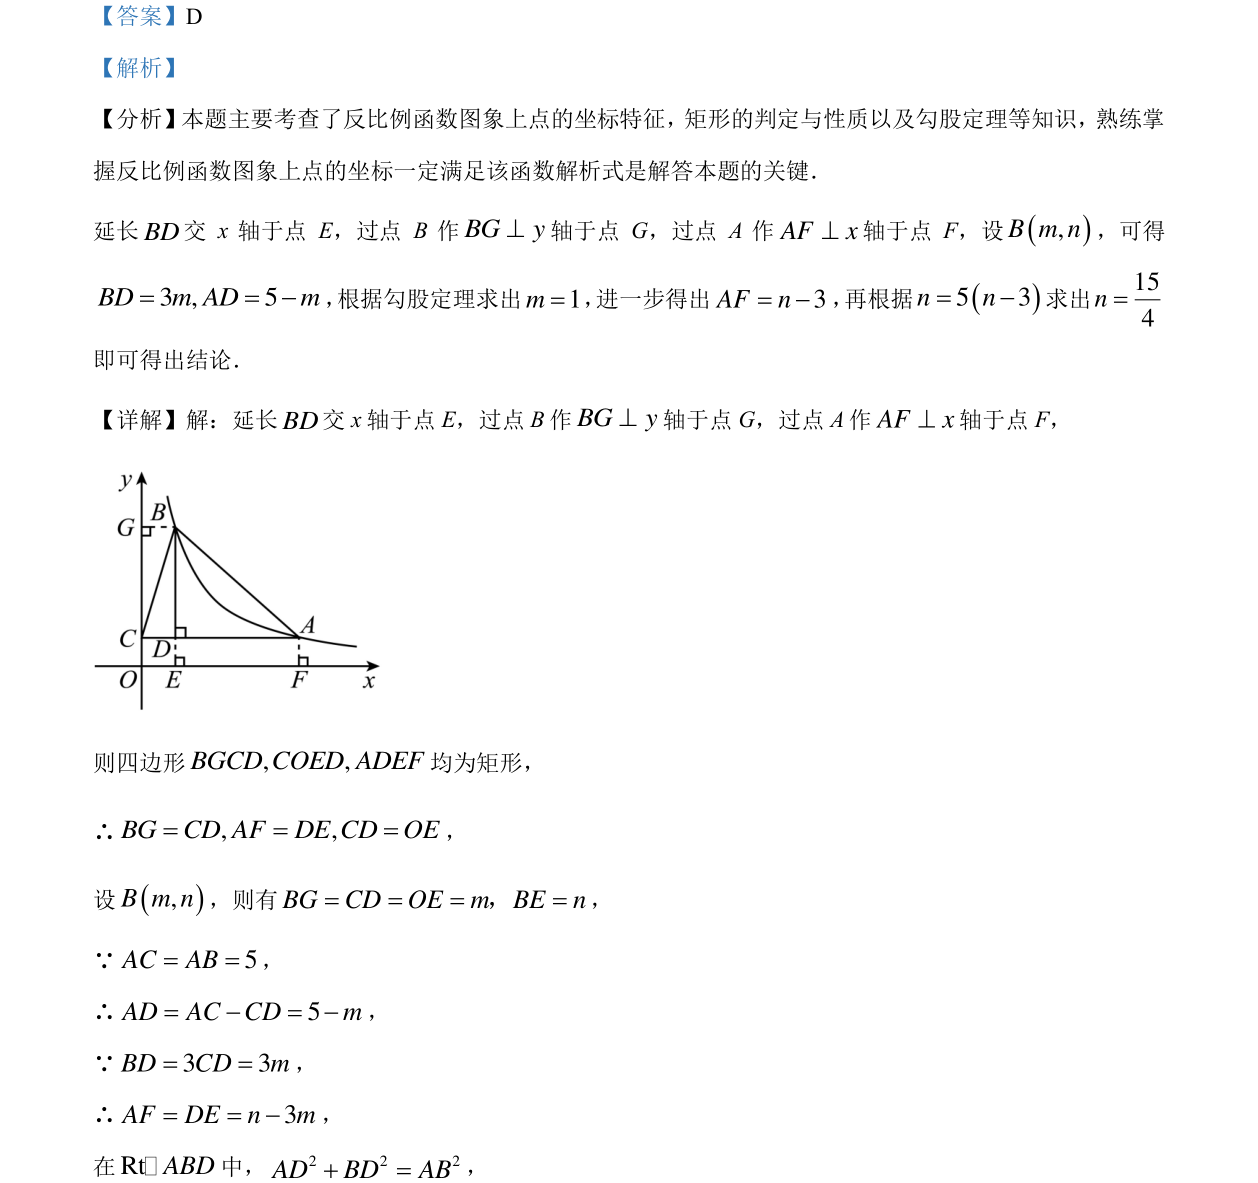 【答案】D
【解析】
【分析】本题主要考查了反比例函数图象上点的坐标特征，矩形的判定与性质以及勾股定理等知识，熟练掌
握反比例函数图象上点的坐标一定满足该函数解析式是解答本题的关键．
延长BD交 x 轴于点 E，过点 B 作BG⊥y轴于点 G，过点 A 作AF⊥x轴于点 F，设B(m,n)，可得
BD=3m,AD=5−m，根据勾股定理求出m=1，进一步得出AF=n−3，再根据n=5(n−3)求出n=15/4
即可得出结论．
【详解】解：延长BD交x轴于点E，过点B作BG⊥y轴于点G，过点A作AF⊥x轴于点F，
y
B
G
A
C
D
O E F x
则四边形BGCD,COED,ADEF均为矩形，
∴BG=CD,AF=DE,CD=OE，
设B(m,n)，则有BG=CD=OE=m，BE=n，
∵AC=AB=5，
∴AD=AC−CD=5−m，
∵BD=3CD=3m，
∴AF=DE=n−3m，
在Rt□ABD中，AD²+BD²=AB²，